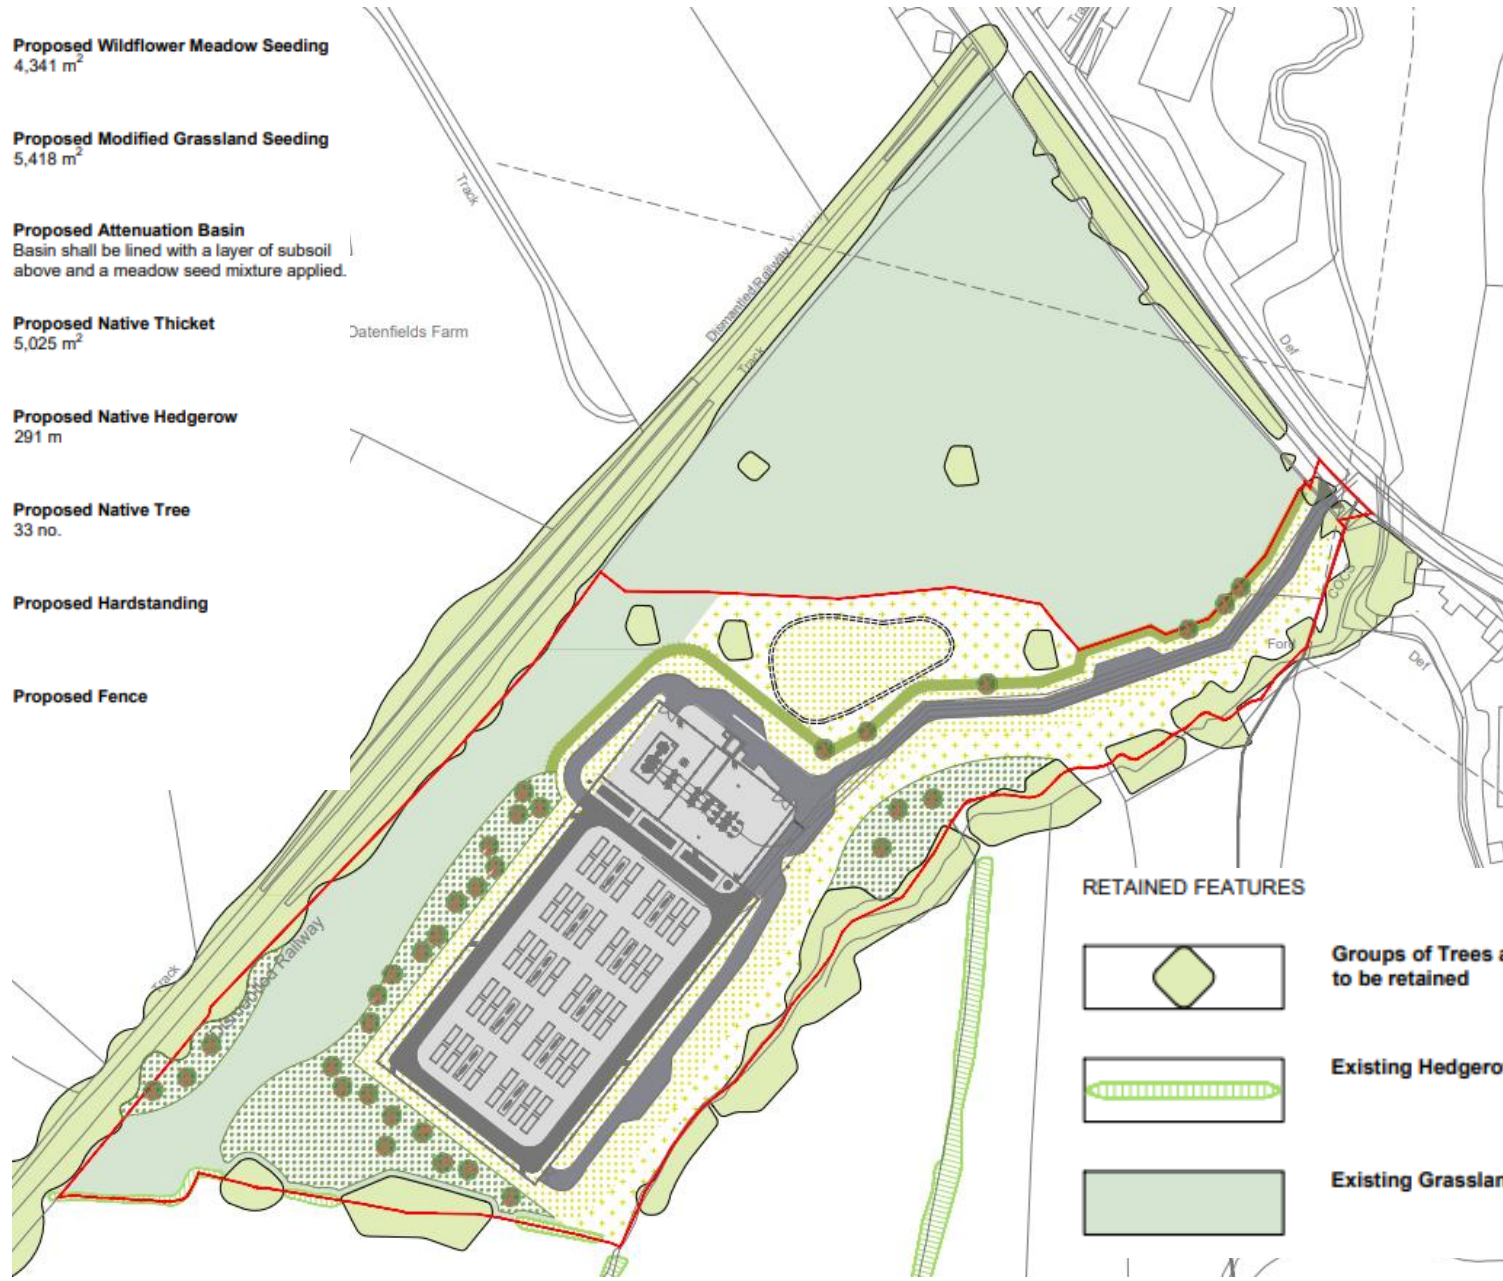 Proposed Wildflower Meadow Seeding
4,341 m²
Proposed Modified Grassland Seeding
5,418 m²
Proposed Attenuation Basin
Basin shall be lined with a layer of subsoil
above and a meadow seed mixture applied.
Proposed Native Thicket
5,025 m²
Proposed Native Hedgerow
291 m
Proposed Native Tree
33 no.
Proposed Hardstanding
Proposed Fence
Track
Datenfields Farm
Dismantled Railway
Track
Tra
Def
COCs
Ford
Def
Track
Dismantled Railway
RETAINED FEATURES
Groups of Trees a
to be retained
Existing Hedgero
Existing Grasslan